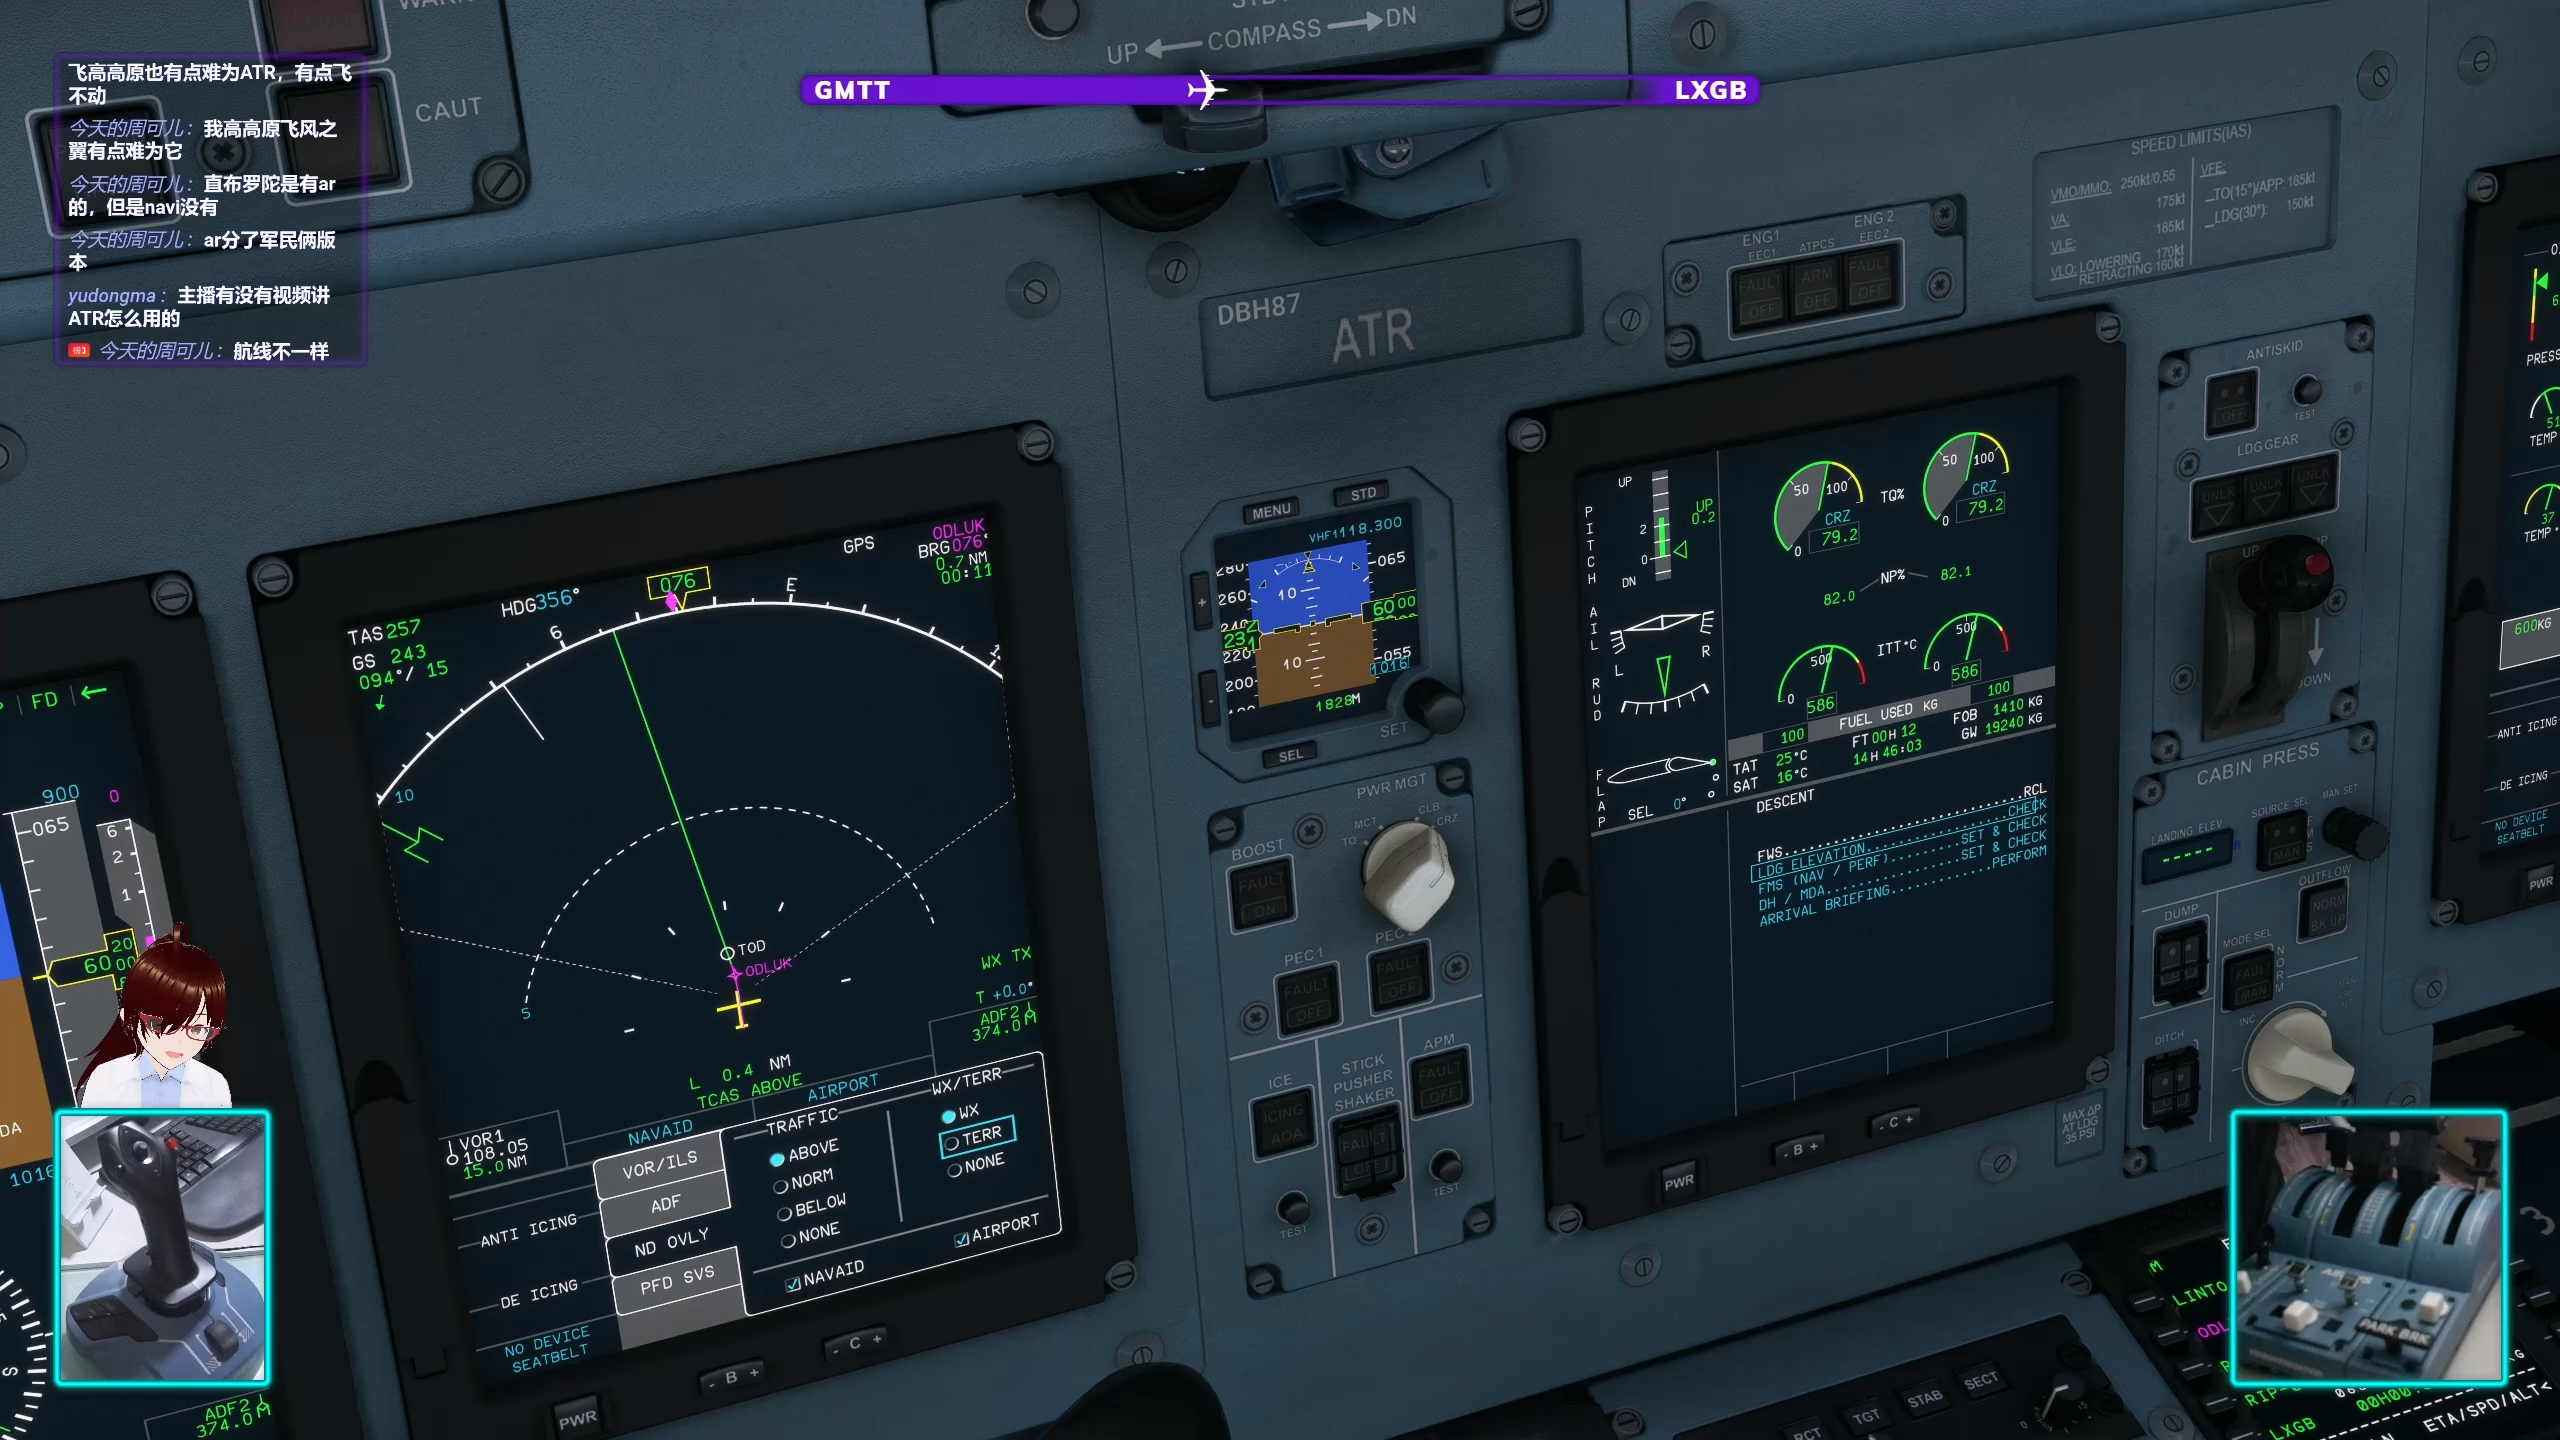 飞高高原也有点难为ATR，有点飞
不动
今天的周可儿： 我高高原飞风之
翼有点难为它
今天的周可儿： 直布罗陀是有ar
的，但是navi没有
今天的周可儿： ar分了军民俩版
本
yudongma： 主播有没有视频讲
ATR怎么用的
今天的周可儿： 航线不一样
CAUT
UP ← COMPASS → DN
GMTT
LXGB
SPEED LIMITS(IAS)
VMO/MMO: 250kt/0,55
VA: 175kt
VLE: 185kt
VLO: LOWERING 170kt
RETRACTING 160kt
VFE:
TO(15°)/APP:185kt
LDG(30°): 150kt
DBH87
ATR
ENG1
EEC1
ATPCS
ENG 2
EEC2
FAULT
OFF
ARM
OFF
FAULT
OFF
ANTISKID
OFF
TEST
LDGGEAR
UNLK
UNLK
UNLK
UP
DOWN
PRESS
TEMP
TEMP
600KG
ANTI ICING
DE ICING
NO DEVICE
SEATBELT
PWR
FD ←
900
0
065
6
2
1
20
6000
1016
ADF2
374.0M
TAS 257
GS 243
094°/ 15
HDG 356°
076
GPS
ODLUK
BRG 076°
0.7 NM
00:11
6
E
10
5
TOD
ODLUK
WX TX
T +0.0°
ADF2
374.0M
L 0.4 NM
TCAS ABOVE
VOR1
108.05
15.0 NM
NAVAID
AIRPORT
ANTI ICING
DE ICING
NO DEVICE
SEATBELT
VOR/ILS
ADF
ND OVLY
PFD SVS
TRAFFIC
ABOVE
NORM
BELOW
NONE
WX/TERR
WX
TERR
NONE
NAVAID
AIRPORT
PWR
- B +
- C +
MENU
STD
VHF1 118.300
260
220
200
10
10
065
6000
055
1016
1828M
SEL
SET
PWR MGT
TO
MCT
CLB
CRZ
BOOST
FAULT
ON
PEC1
FAULT
OFF
FAULT
OFF
ICE
ICING
AOA
STICK
PUSHER
SHAKER
FAULT
OFF
APM
FAULT
OFF
TEST
TEST
PITCH
UP
2
0
DN
UP
0.2
AIL
L
R
RUD
FLAP
SEL 0°
50
100
0
CRZ
79.2
TQ%
50
100
0
CRZ
79.2
82.0
NP%
82.1
500
0
586
ITT°C
500
0
586
100
FUEL USED KG
100
TAT 25°C
SAT 16°C
FT 00H 12
14H 46:03
FOB 1410 KG
GW 19240 KG
DESCENT
FWS.....RCL
LDG ELEVATION.....CHECK
FMS (NAV / PERF).....SET & CHECK
DH / MDA.....SET & CHECK
ARRIVAL BRIEFING.....PERFORM
PWR
- B +
- C +
CABIN PRESS
LANDING ELEV
SOURCE SEL
MAN SET
MAN
OUTFLOW
NORM
BK UP
DUMP
MODE SEL
NORM
FAULT
MAN
DITCH
INC
MAX ΔP
AT LDG
.35 PSI
TGT
STAB
SECT
LINTO
LXGB
ETA/SPD/ALT<
PARK BRK